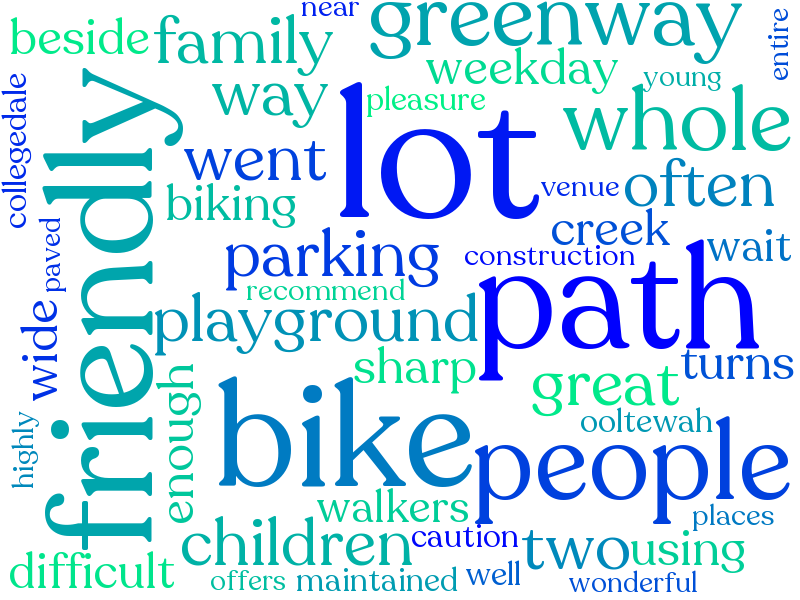 near
greenway
entire
beside
family
weekday
young
way
pleasure
whole
collegedale
friendly
lot
went
often
venue
biking
creek
paved
parking
construction
wait
recommend
path
playground
wide
sharp
turns
great
enough
bike
ooltewah
highly
people
walkers
places
children
caution
two
using
difficult
offers
maintained
well
wonderful